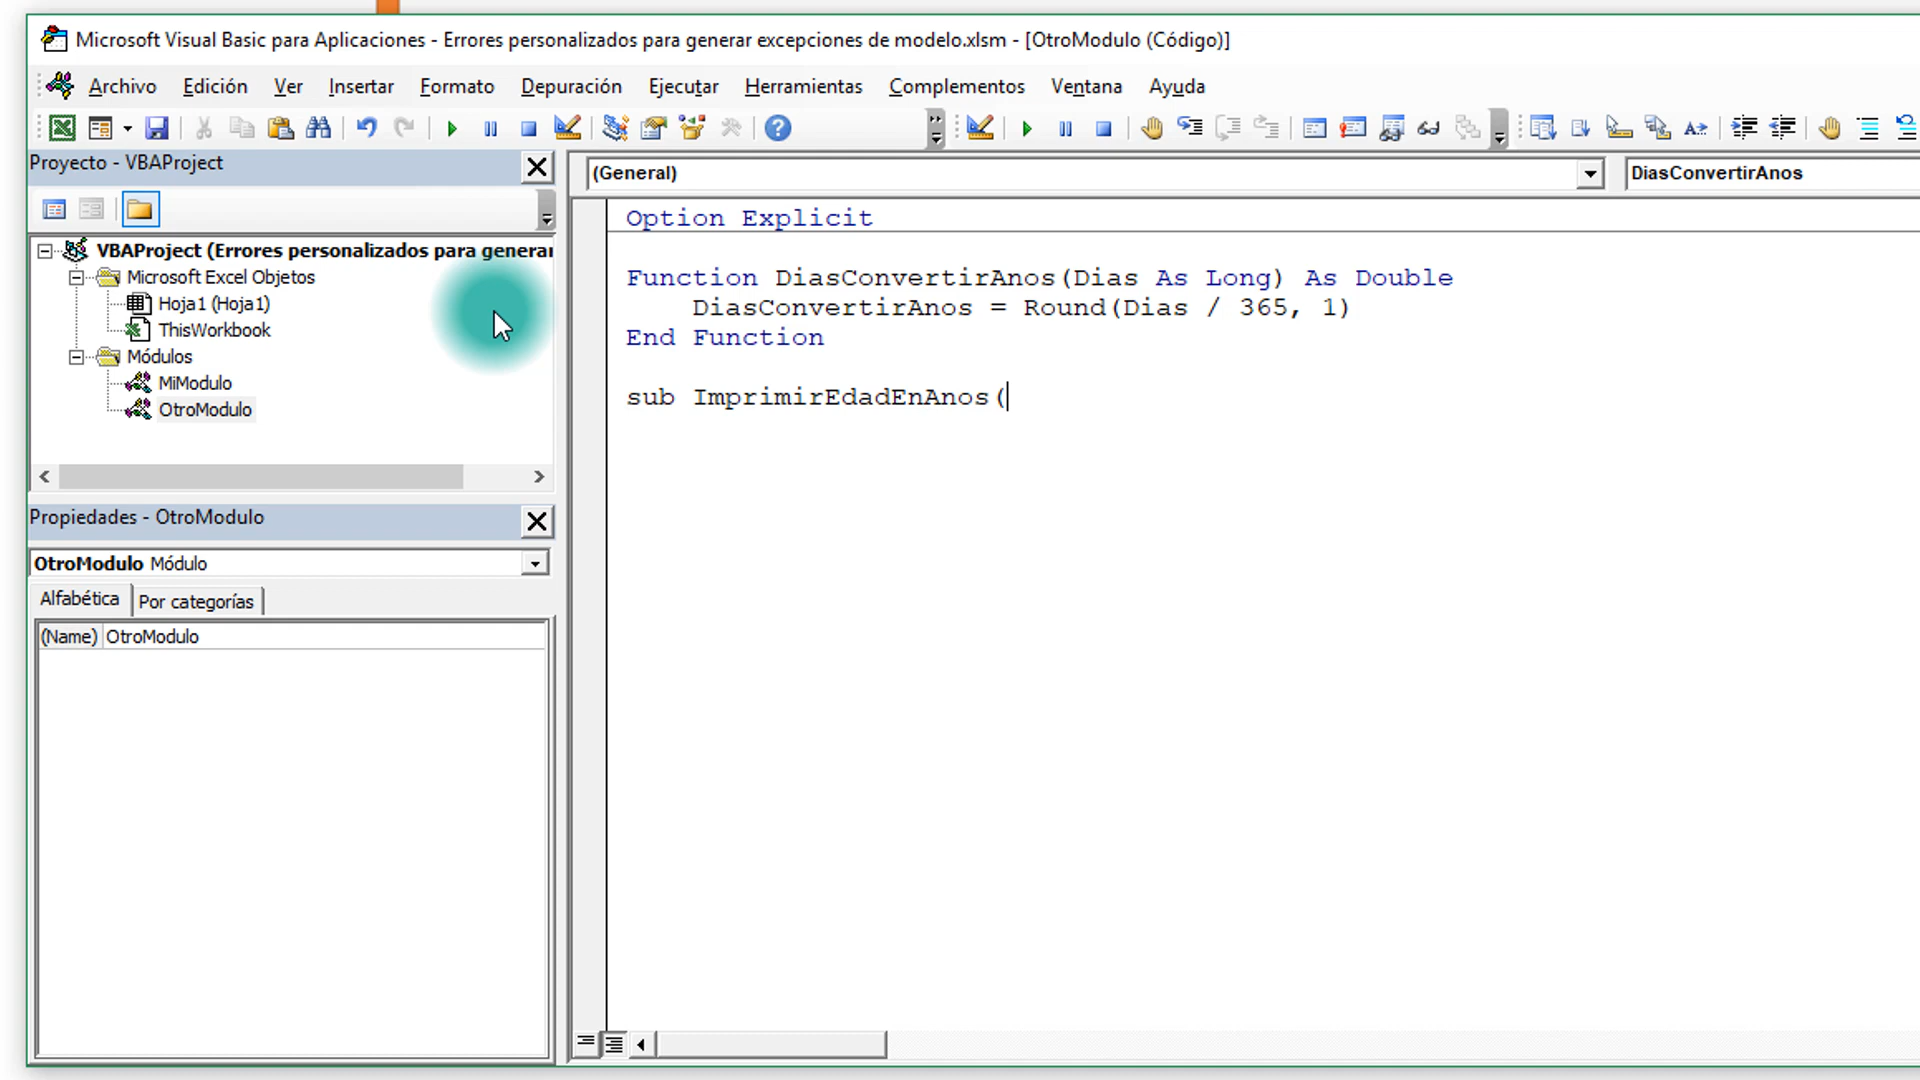 Microsoft Visual Basic para Aplicaciones - Errores personalizados para generar excepciones de modelo.xlsm - [OtroModulo (Código)]
Archivo Edición Ver Insertar Formato Depuración Ejecutar Herramientas Complementos Ventana Ayuda
Proyecto - VBAProject
(General)
DiasConvertirAnos
VBAProject (Errores personalizados para generar
Microsoft Excel Objetos
Hoja1 (Hoja1)
ThisWorkbook
Módulos
MiModulo
OtroModulo
Option Explicit
Function DiasConvertirAnos(Dias As Long) As Double
DiasConvertirAnos = Round(Dias / 365, 1)
End Function
sub ImprimirEdadEnAnos(
Propiedades - OtroModulo
OtroModulo Módulo
Alfabética Por categorías
(Name) OtroModulo